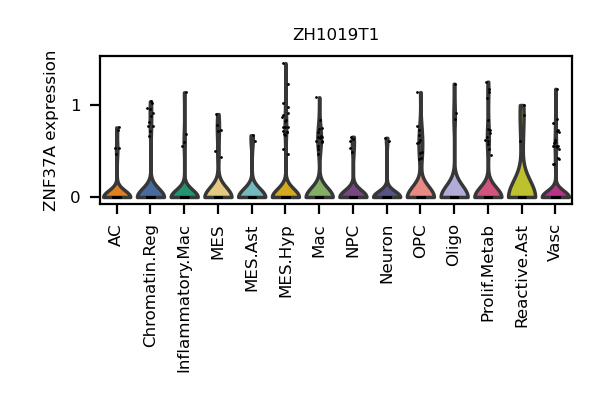 ZH1019T1
ZNF37A expression
1
0
AC
Chromatin.Reg
Inflammatory.Mac
MES
MES.Ast
MES.Hyp
Mac
NPC
Neuron
OPC
Oligo
Prolif.Metab
Reactive.Ast
Vasc